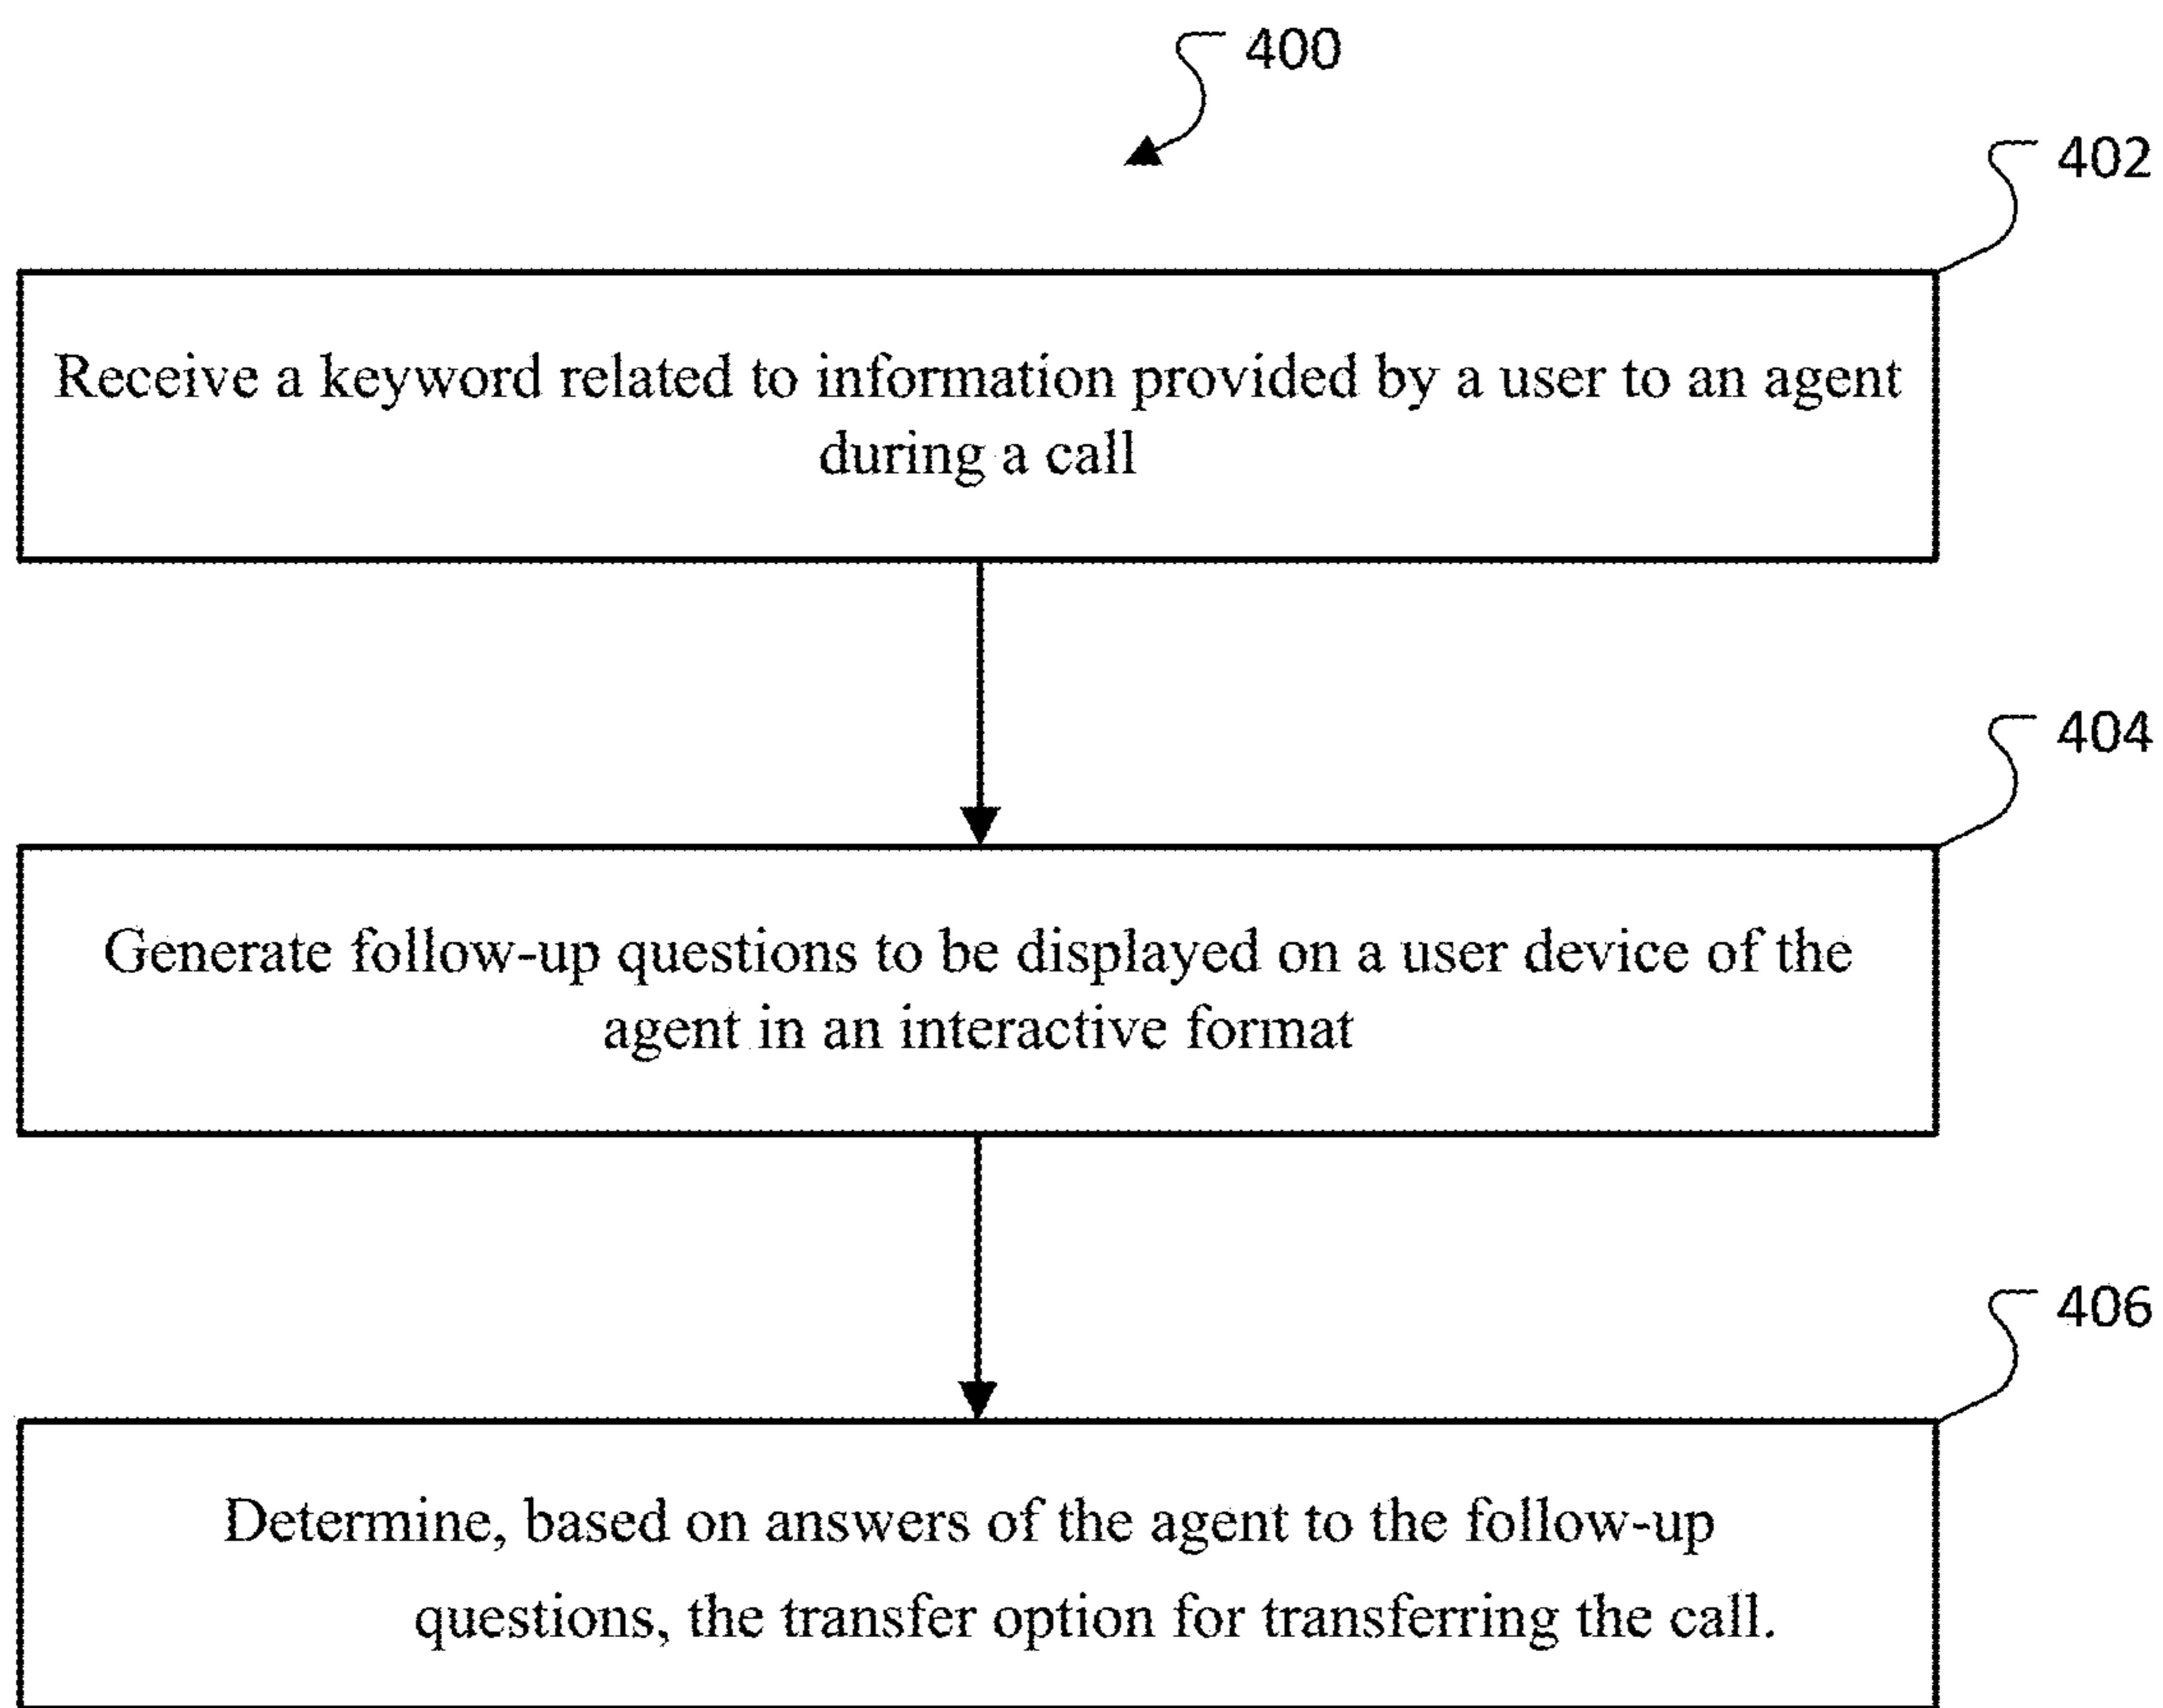 400
402
Receive a keyword related to information provided by a user to an agent
during a call
404
Generate follow-up questions to be displayed on a user device of the
agent in an interactive format
406
Determine, based on answers of the agent to the follow-up
questions, the transfer option for transferring the call.